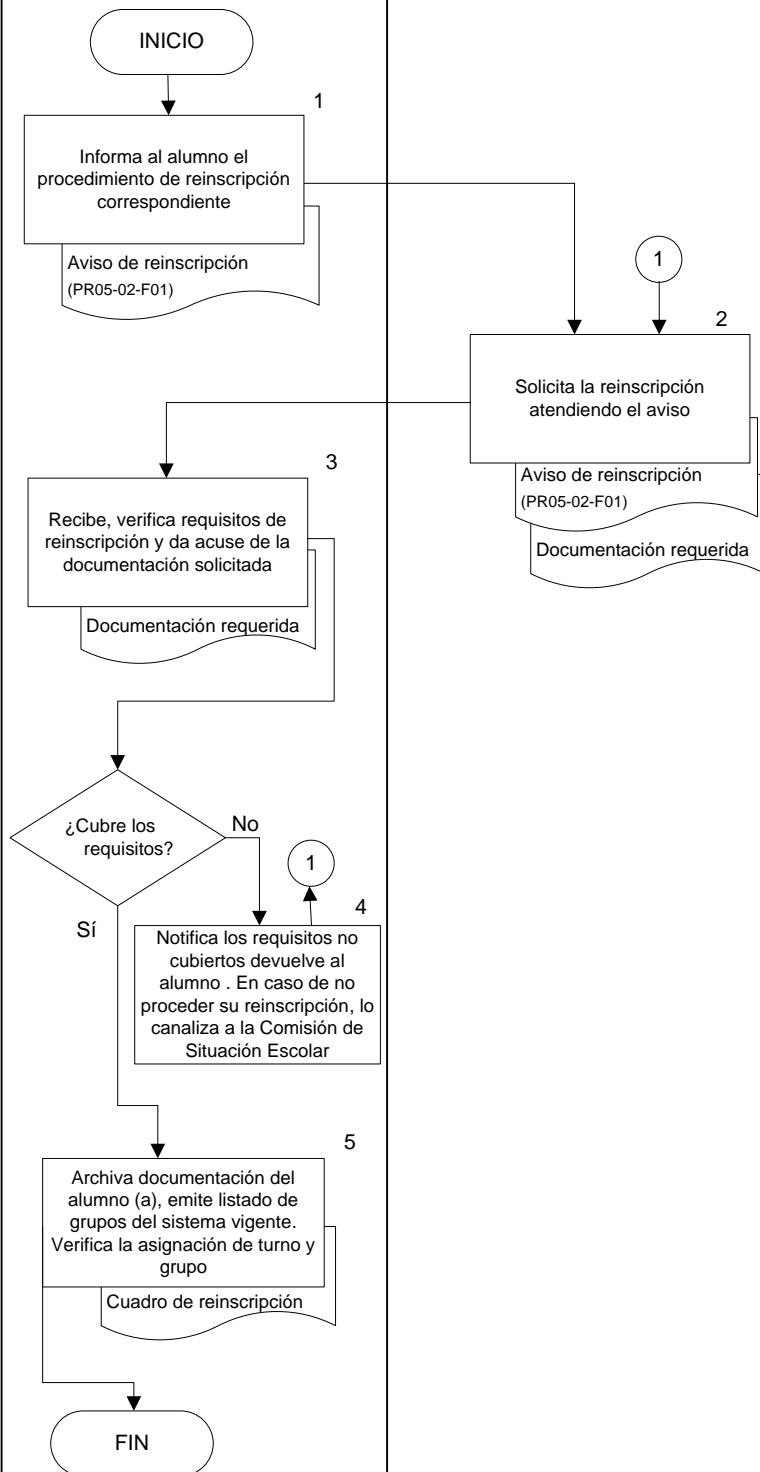 INICIO
1
Informa al alumno el
procedimiento de reinscripción
correspondiente
Aviso de reinscripción
(PR05-02-F01)
1
2
Solicita la reinscripción
atendiendo el aviso
Aviso de reinscripción
(PR05-02-F01)
Documentación requerida
3
Recibe, verifica requisitos de
reinscripción y da acuse de la
documentación solicitada
Documentación requerida
¿Cubre los
requisitos?
No
Sí
1
4
Notifica los requisitos no
cubiertos devuelve al
alumno . En caso de no
proceder su reinscripción, lo
canaliza a la Comisión de
Situación Escolar
5
Archiva documentación del
alumno (a), emite listado de
grupos del sistema vigente.
Verifica la asignación de turno y
grupo
Cuadro de reinscripción
FIN